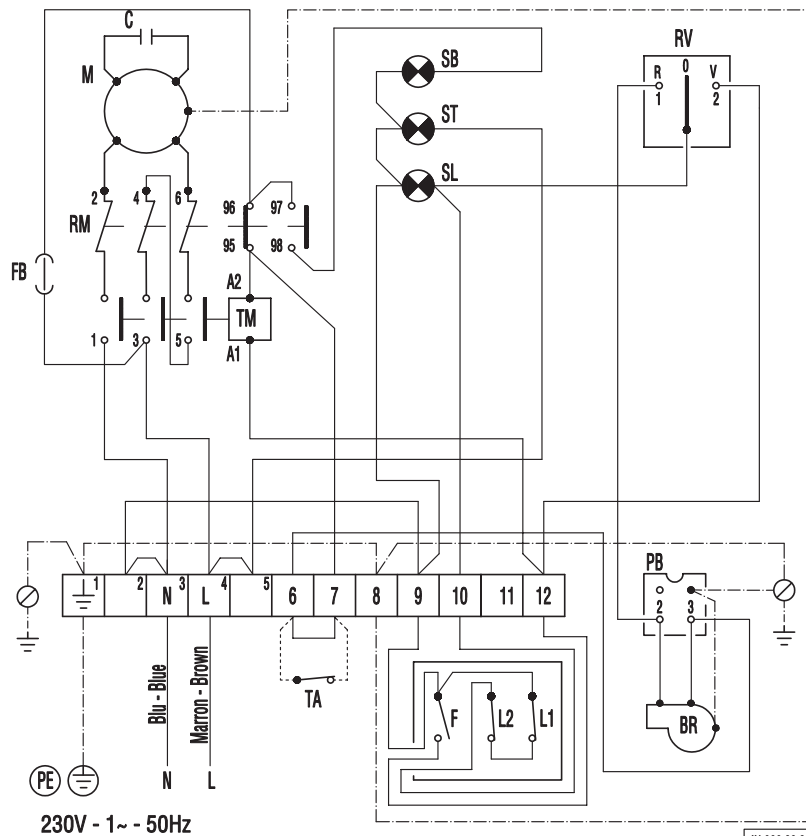 C
M
SB
ST
SL
RV
R 0 V
1 2
2 4 6
96 97
RM
95 98
FB
A2
TM
1 3 5
A1
PB
1 2 N 3 L 4 5 6 7 8 9 10 11 12
2 3
TA
F L2 L1
BR
Blu - Blue
Marron - Brown
PE
N L
230V - 1~ - 50Hz